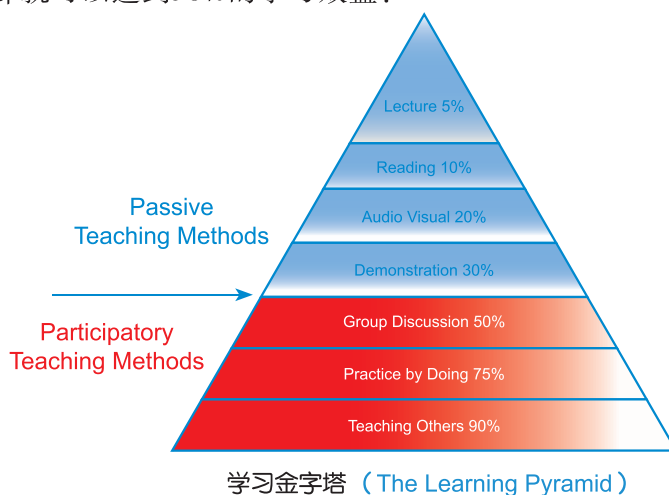 Lecture 5%
Reading 10%
Audio Visual 20%
Demonstration 30%
Passive
Teaching Methods
Group Discussion 50%
Practice by Doing 75%
Teaching Others 90%
Participatory
Teaching Methods
学习金字塔（The Learning Pyramid）